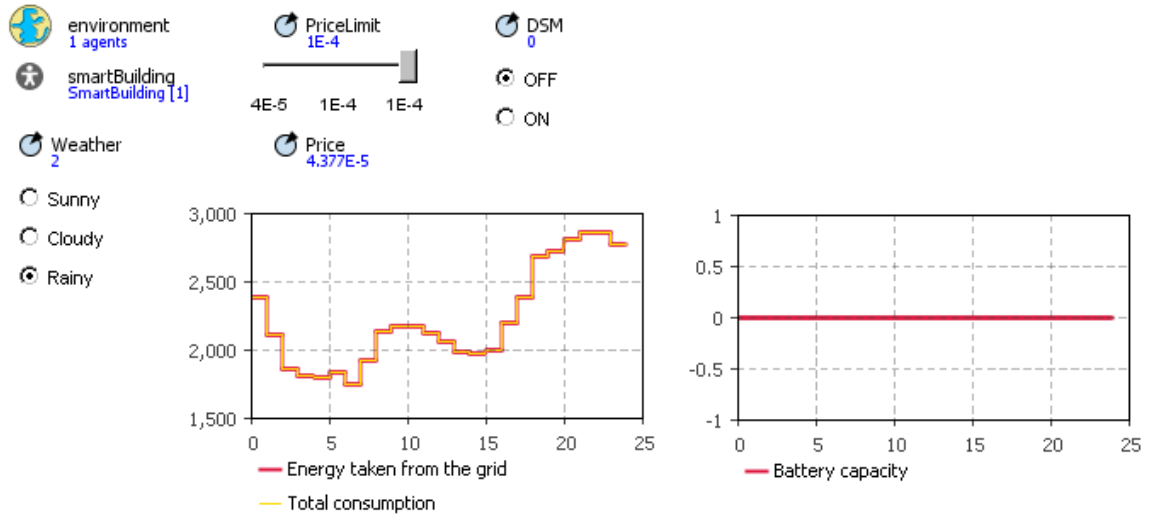 environment
1 agents
PriceLimit
1E-4
DSM
0
smartBuilding
SmartBuilding [1]
OFF
4E-5 1E-4 1E-4
ON
Weather
2
Price
4.377E-5
Sunny
Cloudy
Rainy
3,000
2,500
2,000
1,500
0 5 10 15 20 25
Energy taken from the grid
Total consumption
1
0.5
0
-0.5
-1
0 5 10 15 20 25
Battery capacity